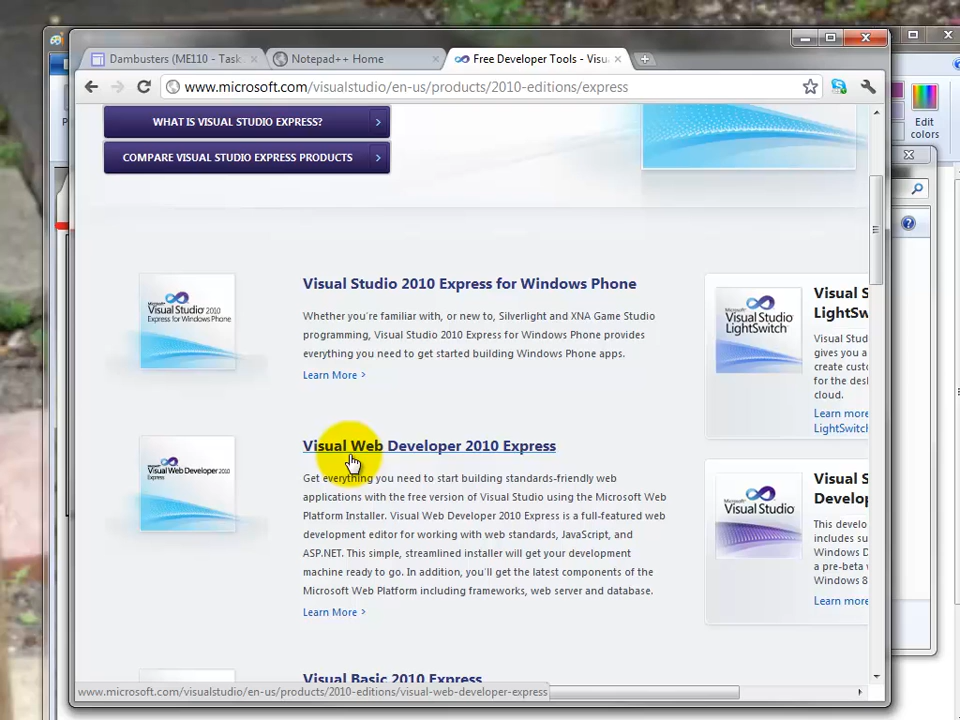 Dambusters (ME110 - Task
Notepad++ Home
Free Developer Tools - Visu
www.microsoft.com/visualstudio/en-us/products/2010-editions/express
Edit
colors
WHAT IS VISUAL STUDIO EXPRESS?
COMPARE VISUAL STUDIO EXPRESS PRODUCTS
Visual Studio 2010
Express for Windows Phone
Visual Studio 2010 Express for Windows Phone
Whether you're familiar with, or new to, Silverlight and XNA Game Studio
programming, Visual Studio 2010 Express for Windows Phone provides
everything you need to get started building Windows Phone apps.
Learn More >
Microsoft
Visual Studio
LightSwitch
Visual S
LightSw
Visual Studio
gives you a
create custo
for the desk
cloud.
Learn more
LightSwitch
Visual Web Developer 2010
Express
Visual Web Developer 2010 Express
Get everything you need to start building standards-friendly web
applications with the free version of Visual Studio using the Microsoft Web
Platform Installer. Visual Web Developer 2010 Express is a full-featured web
development editor for working with web standards, JavaScript, and
ASP.NET. This simple, streamlined installer will get your development
machine ready to go. In addition, you'll get the latest components of the
Microsoft Web Platform including frameworks, web server and database.
Learn More >
Microsoft
Visual Studio
Visual S
Develop
This develo
includes su
Windows D
a pre-beta v
Windows 8
Learn more
Visual Basic 2010 Express
www.microsoft.com/visualstudio/en-us/products/2010-editions/visual-web-developer-express